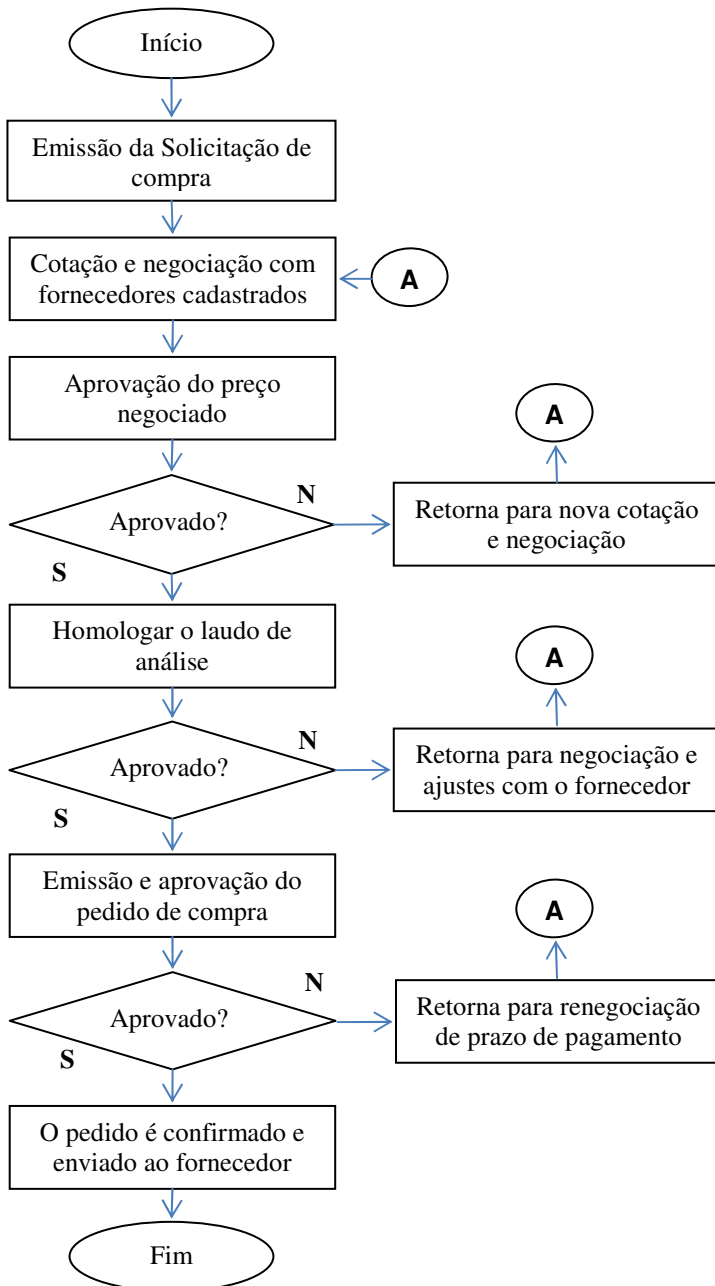 Início
Emissão da Solicitação de
compra
Cotação e negociação com
fornecedores cadastrados
A
Aprovação do preço
negociado
A
Aprovado?
N
S
Retorna para nova cotação
e negociação
Homologar o laudo de
análise
A
Aprovado?
N
S
Retorna para negociação e
ajustes com o fornecedor
Emissão e aprovação do
pedido de compra
A
Aprovado?
N
S
Retorna para renegociação
de prazo de pagamento
O pedido é confirmado e
enviado ao fornecedor
Fim